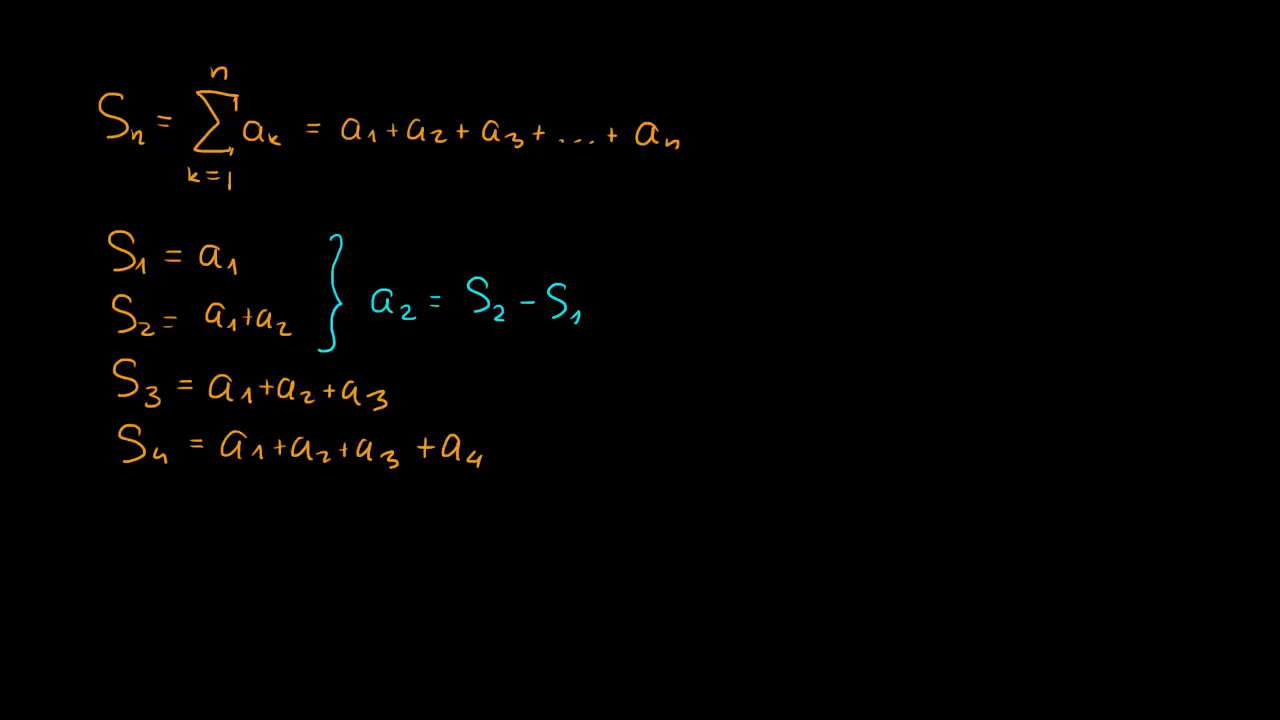 Sₙ = ∑ₖ₌₁ⁿ aₖ = a₁ + a₂ + a₃ + ... + aₙ
S₁ = a₁
S₂ = a₁ + a₂ } a₂ = S₂ - S₁
S₃ = a₁ + a₂ + a₃
S₄ = a₁ + a₂ + a₃ + a₄